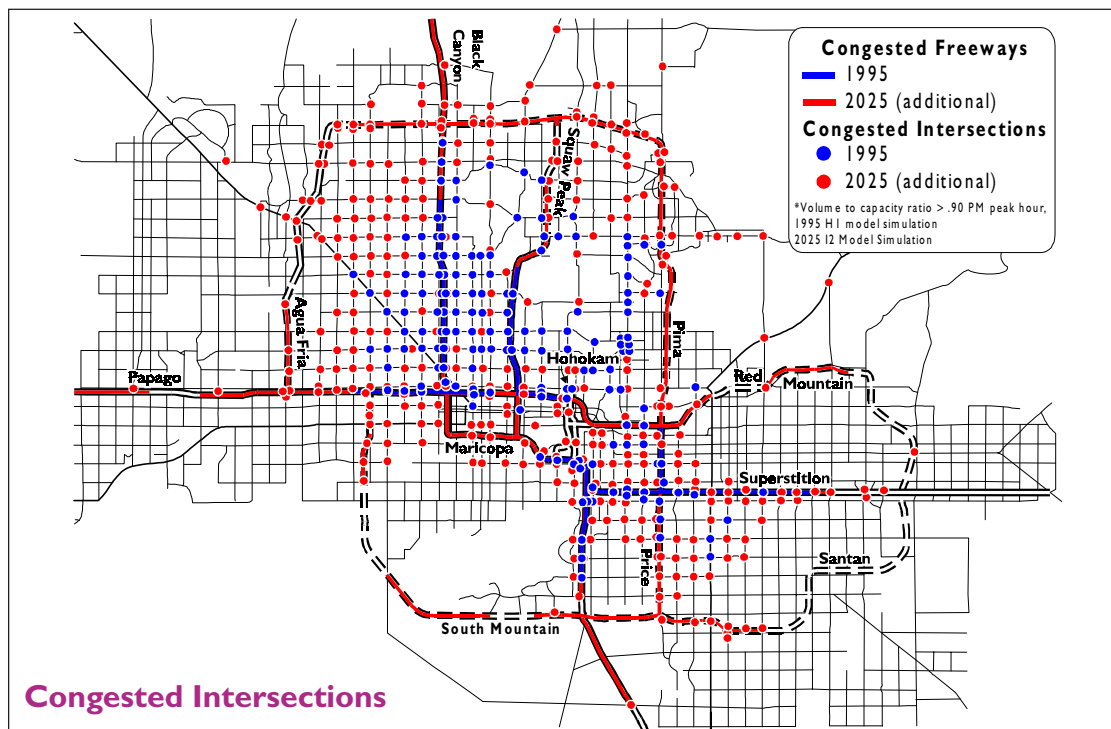 Black
Canyon
Congested Freeways
1995
2025 (additional)
Congested Intersections
1995
2025 (additional)
*Volume to capacity ratio > .90 PM peak hour,
1995 H1 model simulation
2025 I2 Model Simulation
Squaw Peak
Agua Fria
Pima
Hohokam
Papago
Red
Mountain
Maricopa
Superstition
Price
Santan
South Mountain
Congested Intersections